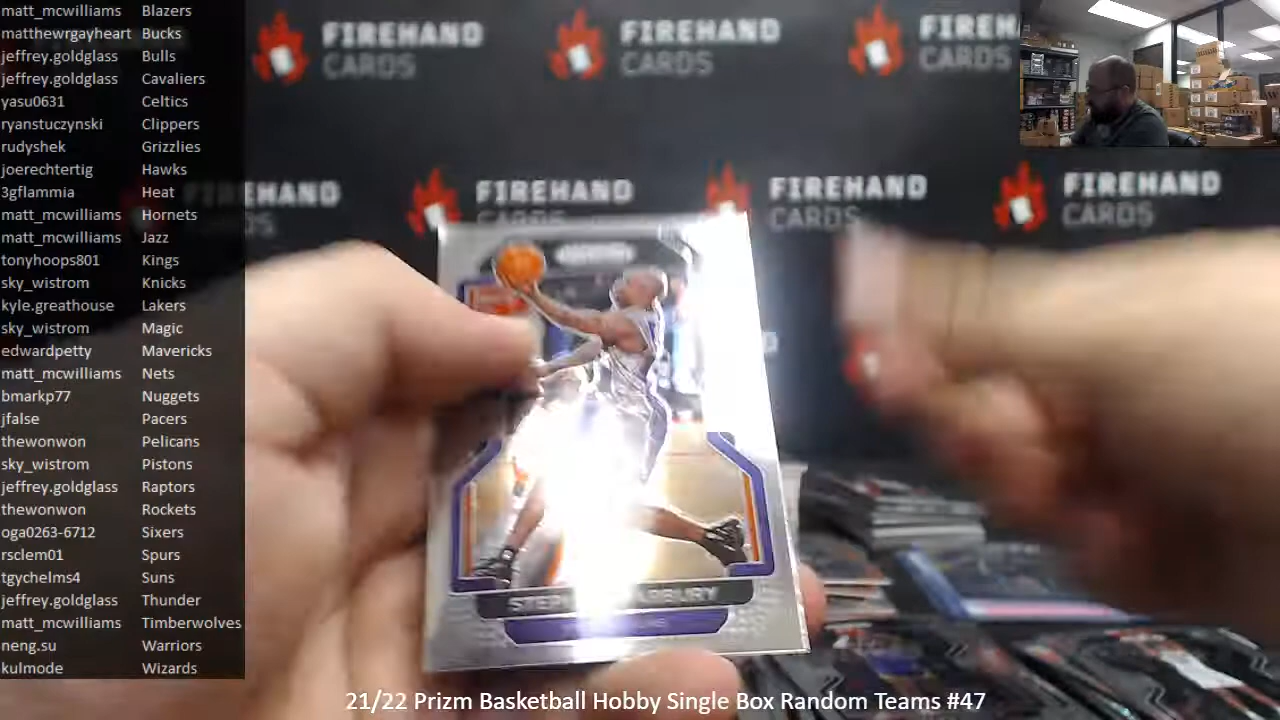 matt_mcwilliams Blazers
matthewrgayheart Bucks
jeffrey.goldglass Bulls
jeffrey.goldglass Cavaliers
yasu0631 Celtics
ryanstuczynski Clippers
rudyshek Grizzlies
joerechtertig Hawks
3gflammia Heat
matt_mcwilliams Hornets
matt_mcwilliams Jazz
tonyhoops801 Kings
sky_wistrom Knicks
kyle.greathouse Lakers
sky_wistrom Magic
edwardpetty Mavericks
matt_mcwilliams Nets
bmarkp77 Nuggets
jfalse Pacers
thewonwon Pelicans
sky_wistrom Pistons
jeffrey.goldglass Raptors
thewonwon Rockets
oga0263-6712 Sixers
rsclem01 Spurs
tgychelms4 Suns
jeffrey.goldglass Thunder
matt_mcwilliams Timberwolves
neng.su Warriors
kulmode Wizards
FIREHAND
CARDS
FIREHAND
CARDS
FIREH
CARDS
FIREHAND
CARDS
FIREHAND
CARDS
FIREHAND
CARDS
21/22 Prizm Basketball Hobby Single Box Random Teams #47